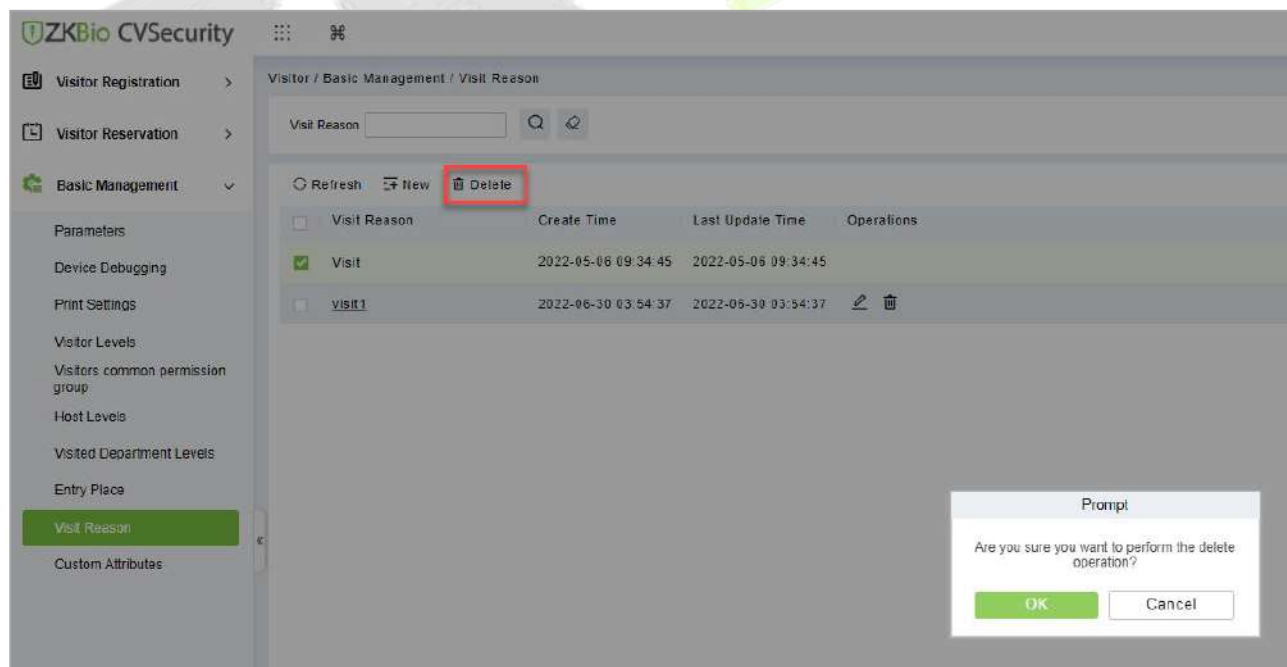 ZKBio CVSecurity
Visitor Registration
Visitor / Basic Management / Visit Reason
Visit Reason
Visitor Reservation
Basic Management
Refresh New Delete
Visit Reason Create Time Last Update Time Operations
Parameters
Visit 2022-05-06 09:34:45 2022-05-06 09:34:45
Device Debugging
visit1 2022-06-30 03:54:37 2022-06-30 03:54:37
Print Settings
Visitor Levels
Visitors common permission
group
Host Levels
Visited Department Levels
Entry Place
Visit Reason
Custom Attributes
Prompt
Are you sure you want to perform the delete
operation?
OK Cancel